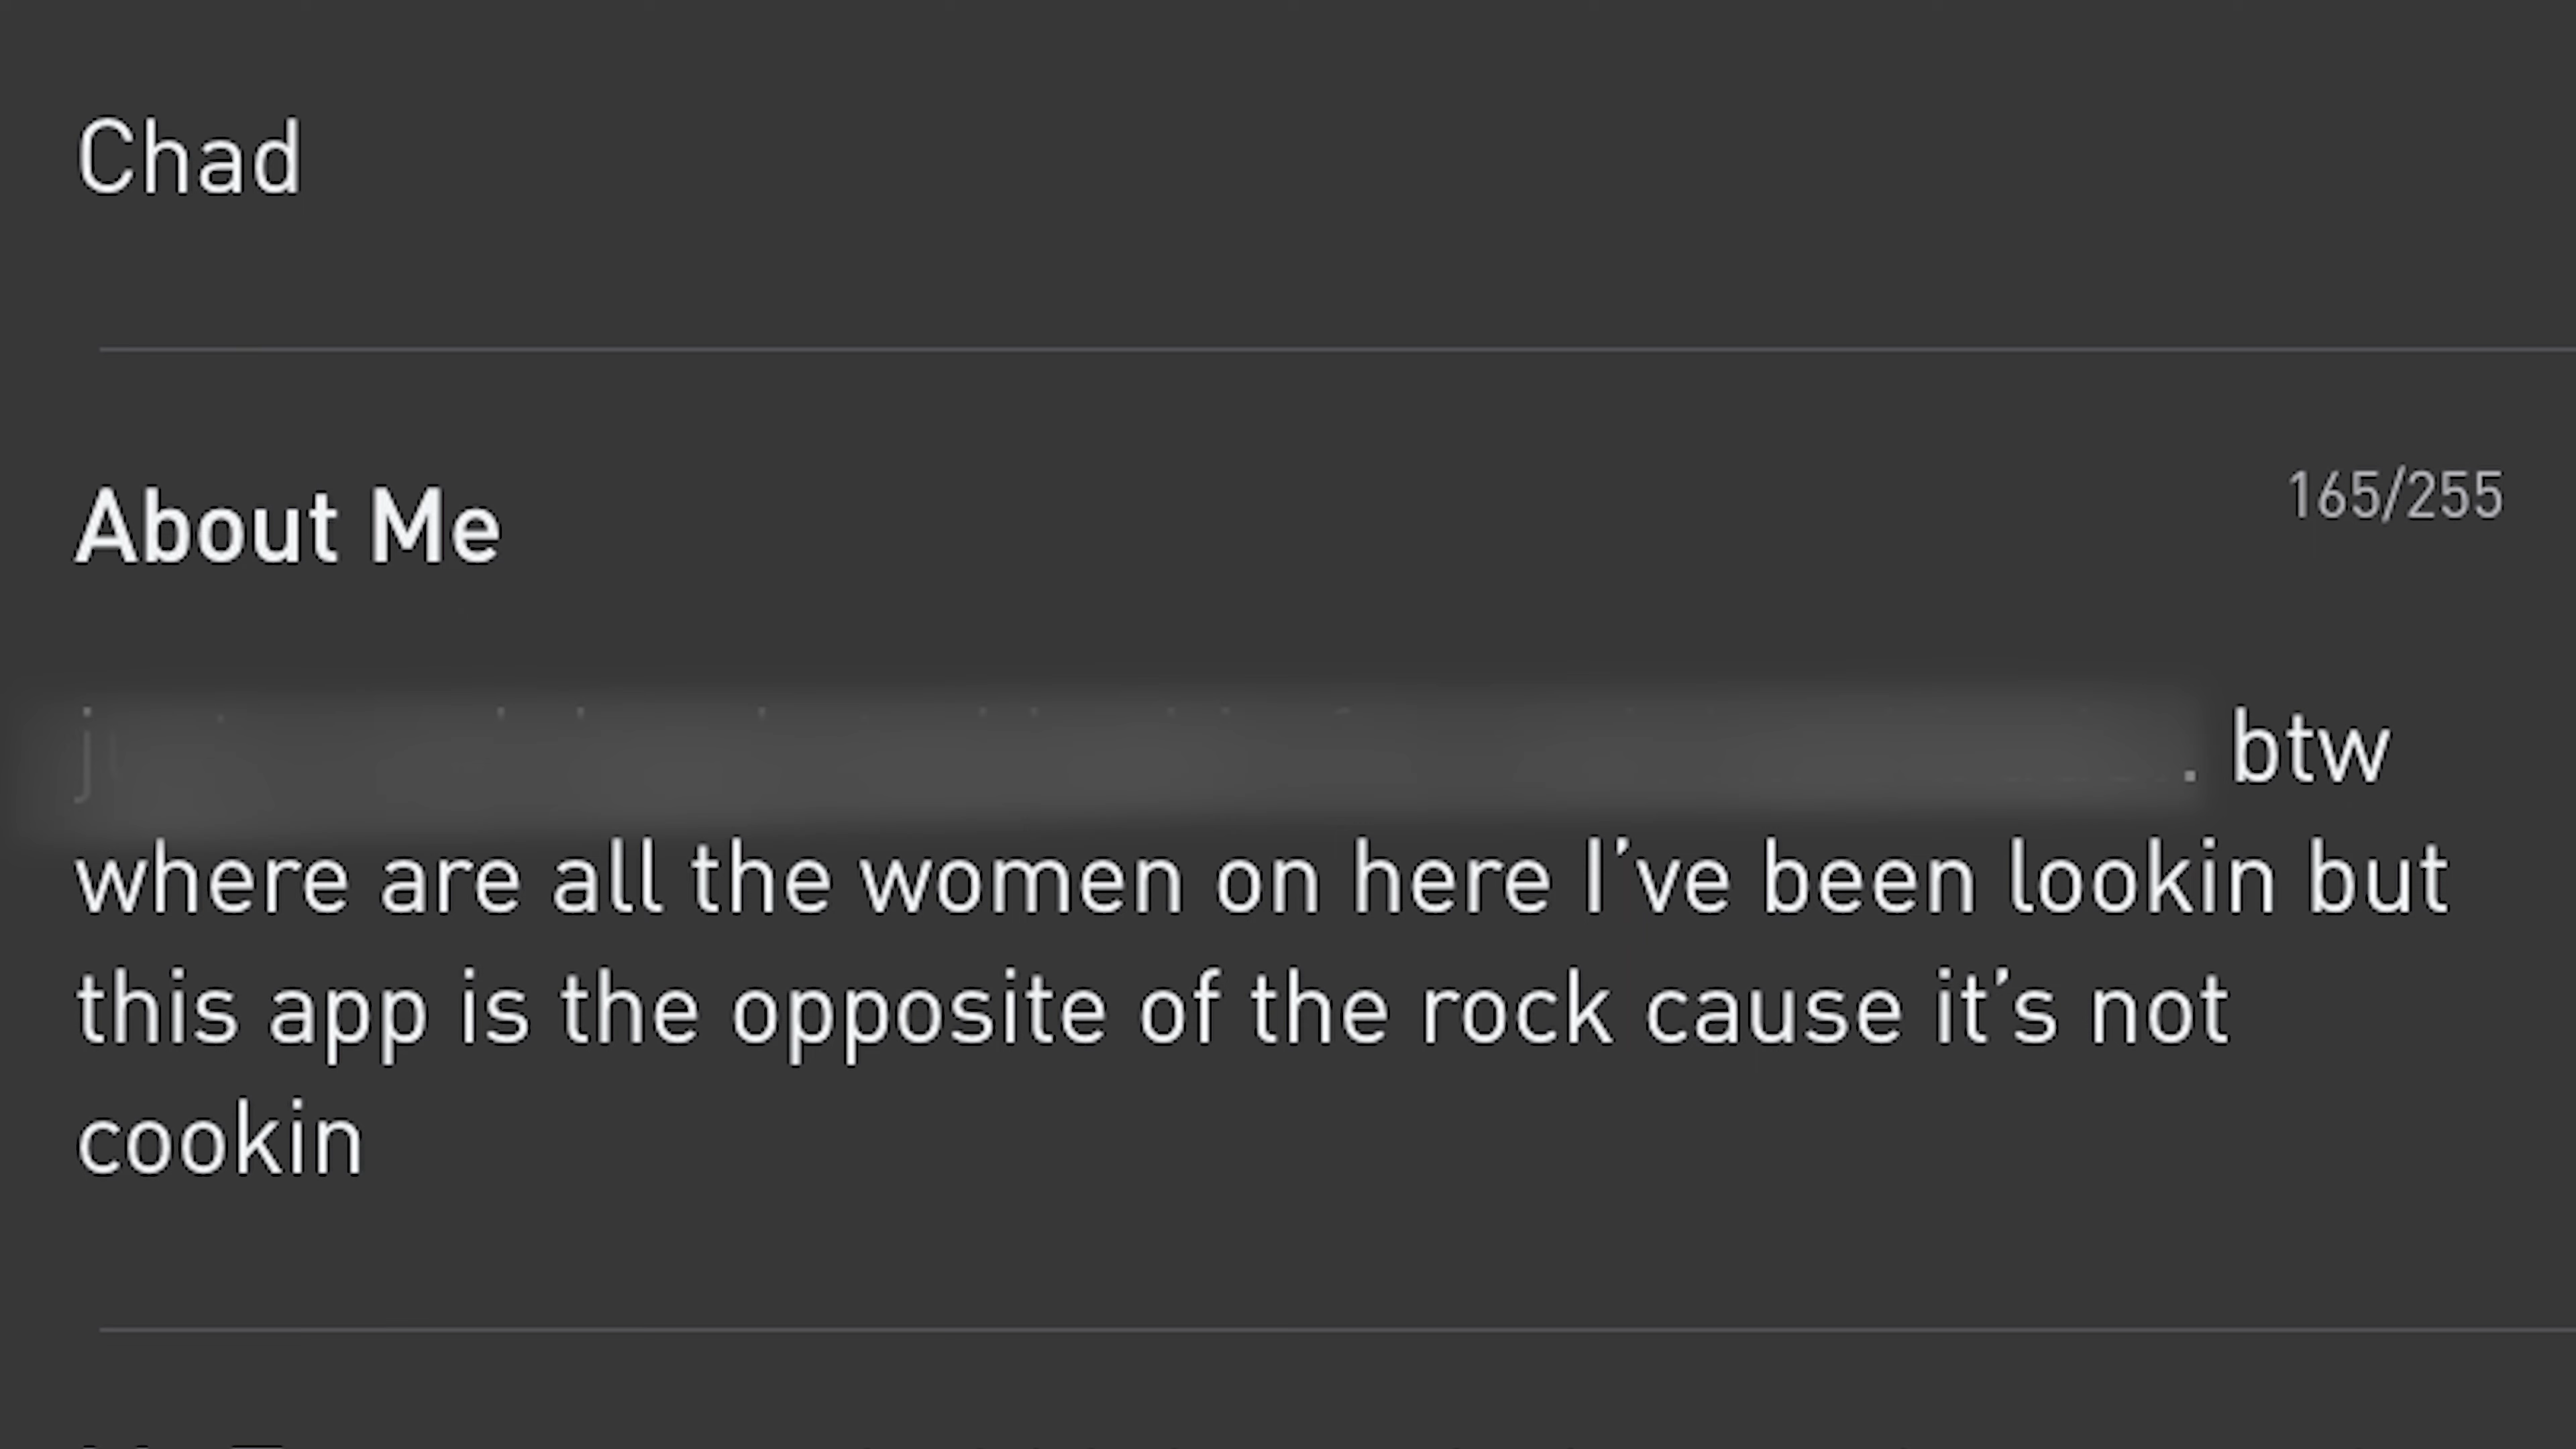 Chad
About Me
165/255
. btw
where are all the women on here I've been lookin but
this app is the opposite of the rock cause it's not
cookin